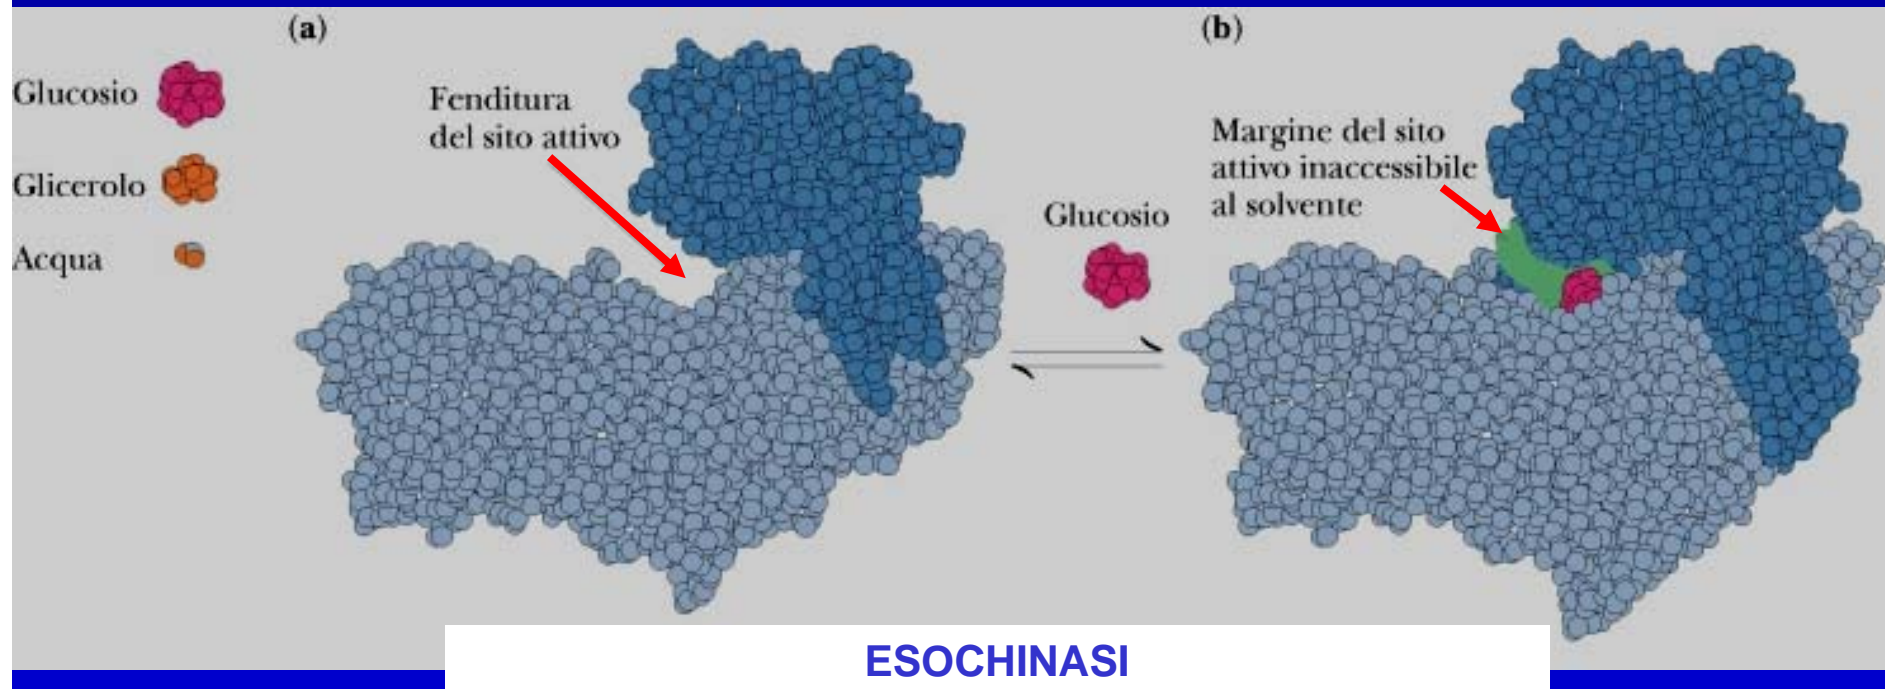 (a)
(b)
Glucosio
Glicerolo
Acqua
Fenditura
del sito attivo
Glucosio
Margine del sito
attivo inaccessibile
al solvente
ESOCHINASI